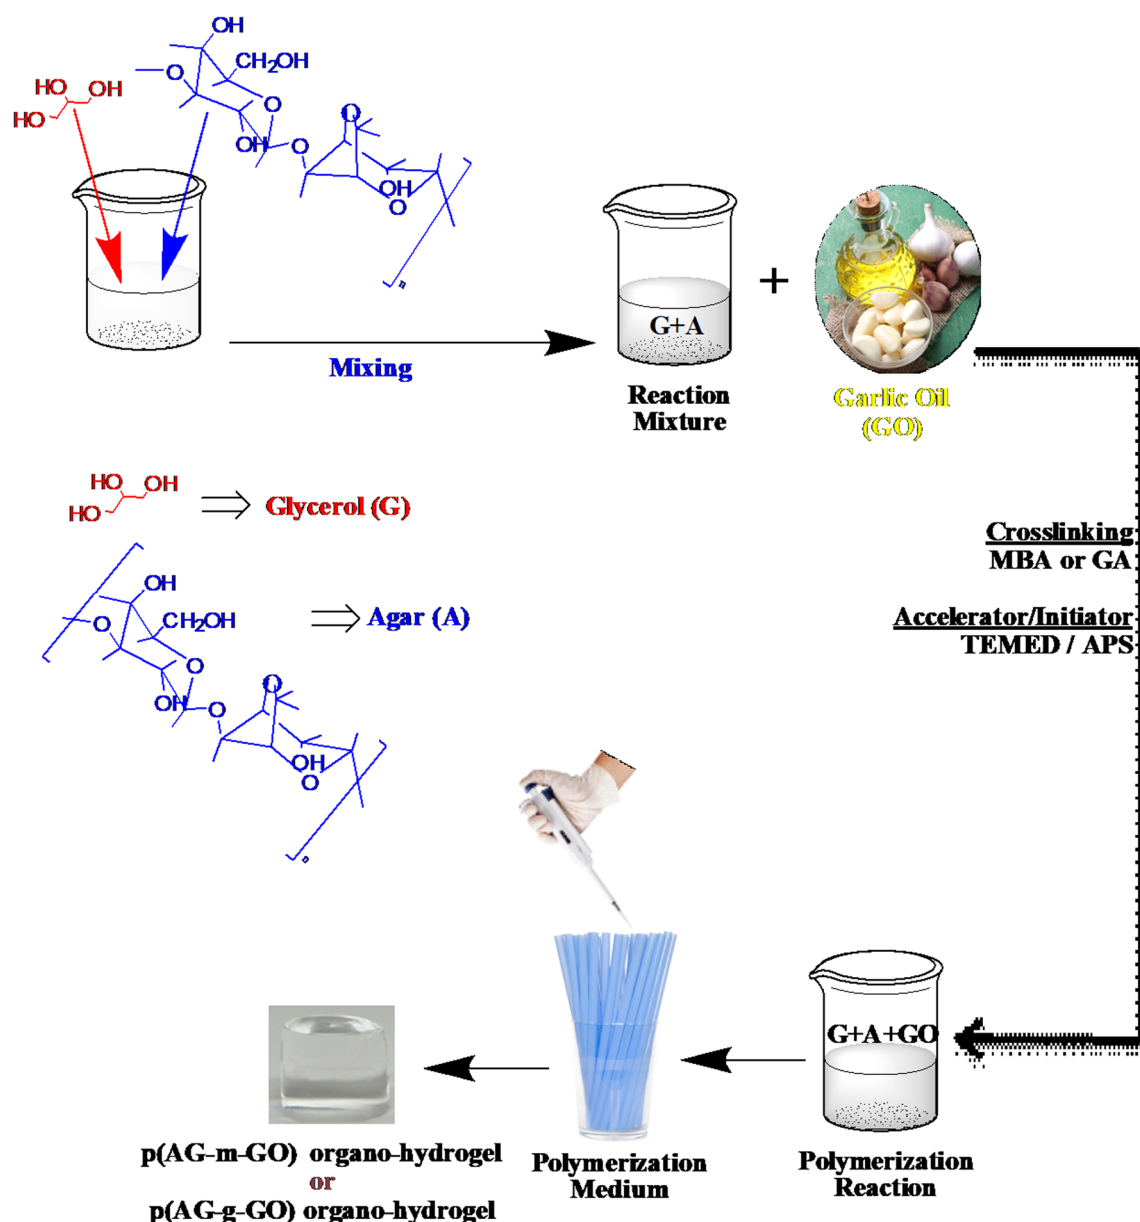 OH
CH2OH
HO
OH
HO
O
O
O
OH
O
OH
O
n
G+A
+
Mixing
Reaction
Mixture
Garlic Oil
(GO)
HO
OH
HO
Glycerol (G)
Crosslinking
MBA or GA
OH
CH2OH
Agar (A)
O
Accelerator/Initiator
TEMED / APS
O
O
OH
O
OH
O
n
G+A+GO
p(AG-m-GO) organo-hydrogel
or
p(AG-g-GO) organo-hydrogel
Polymerization
Medium
Polymerization
Reaction